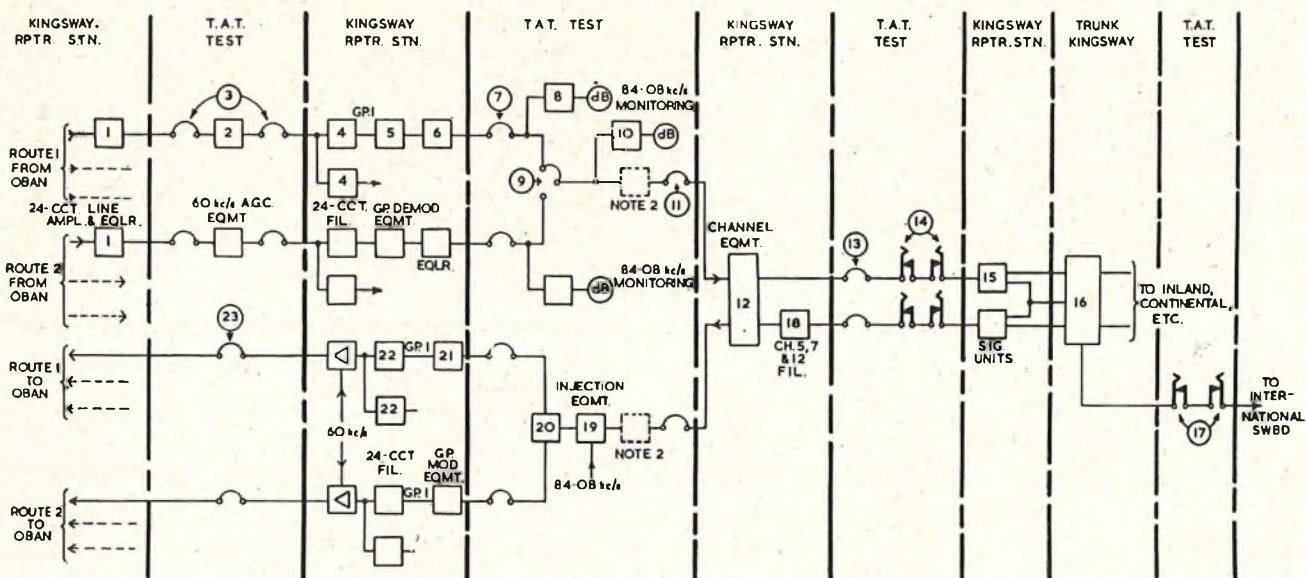 KINGSWAY.
RPTR. STN.
T.A.T.
TEST
KINGSWAY
RPTR. STN.
T.A.T. TEST
KINGSWAY
RPTR. STN.
T.A.T.
TEST
KINGSWAY
RPTR. STN.
TRUNK
KINGSWAY
T.A.T.
TEST
3
7
8
dB
84·08 kc/s
MONITORING
ROUTE 1
FROM
OBAN
1
2
GP.1
4
5
6
10
dB
4
9
NOTE 2
11
24-CCT. LINE
AMPL. & EQLR.
60 kc/s A.G.C.
EQMT
24-CCT.
FIL.
GP. DEMOD
EQMT.
EQLR.
CHANNEL
EQMT.
13
14
ROUTE 2
FROM
OBAN
1
dB
84·08 kc/s
MONITORING
12
15
16
TO INLAND,
CONTINENTAL,
ETC.
18
CH. 5, 7
& 12
FIL.
SIG.
UNITS
23
ROUTE 1
TO
OBAN
22
GP. 1
21
22
60 kc/s
INJECTION
EQMT.
20
19
NOTE 2
84·08 kc/s
17
TO
INTER-
NATIONAL
SWBD
24-CCT
FIL.
GP.
MOD
EQMT.
GP. 1
ROUTE 2
TO
OBAN